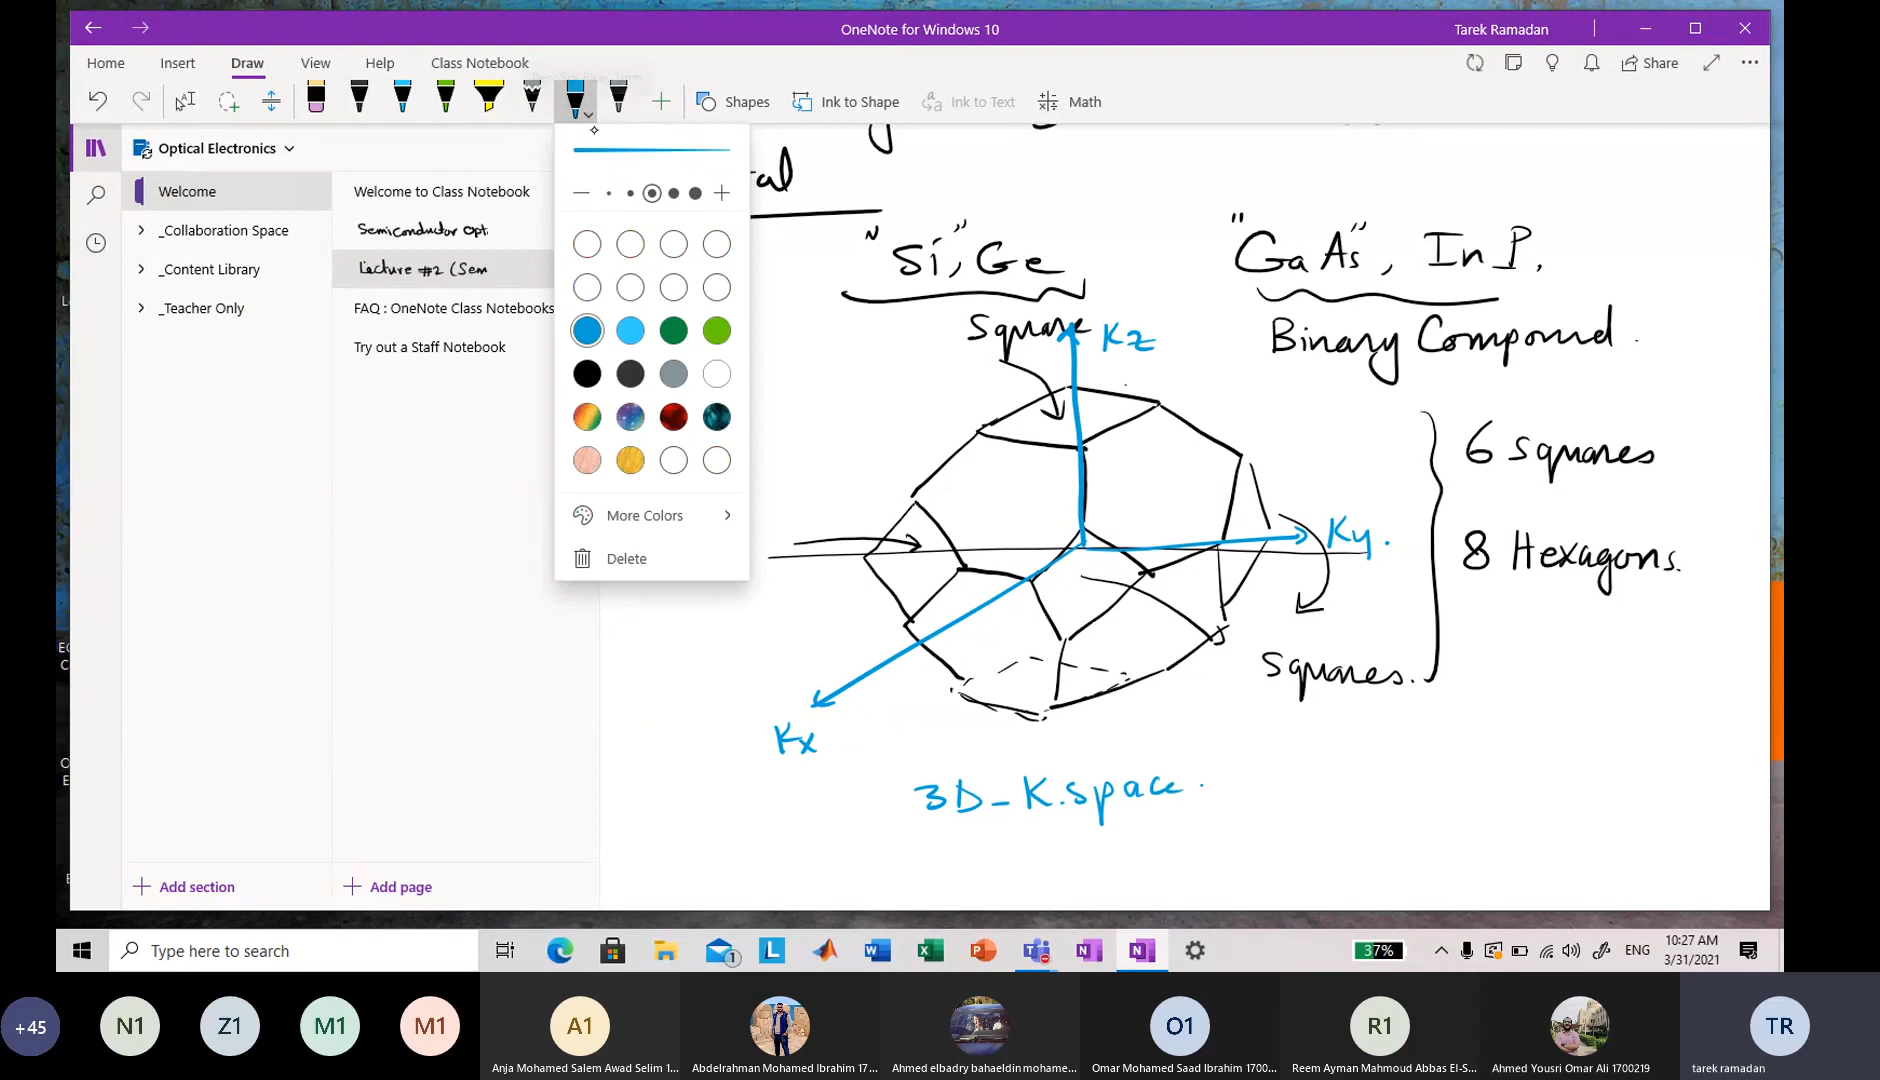 OneNote for Windows 10
Tarek Ramadan
Home Insert Draw View Help Class Notebook
Share
Shapes Ink to Shape Ink to Text Math
Optical Electronics
Welcome
_Collaboration Space
_Content Library
_Teacher Only
Add section
Welcome to Class Notebook
Semiconductor Opti
Lecture #2 (Sem
FAQ : OneNote Class Notebooks
Try out a Staff Notebook
Add page
More Colors
Delete
al
"Si", Ge
"GaAs", InP.
Square
Binary Compound.
Kz
Ky.
Kx
6 squares
8 Hexagons.
squares.
3D_K.space.
Type here to search
1
37%
ENG
10:27 AM
3/31/2021
+45
N1
Z1
M1
M1
A1
O1
R1
TR
Anja Mohamed Salem Awad Selim 1...
Abdelrahman Mohamed Ibrahim 17...
Ahmed elbadry bahaeldin mohame...
Omar Mohamed Saad Ibrahim 1700...
Reem Ayman Mahmoud Abbas El-S...
Ahmed Yousri Omar Ali 1700219
tarek ramadan